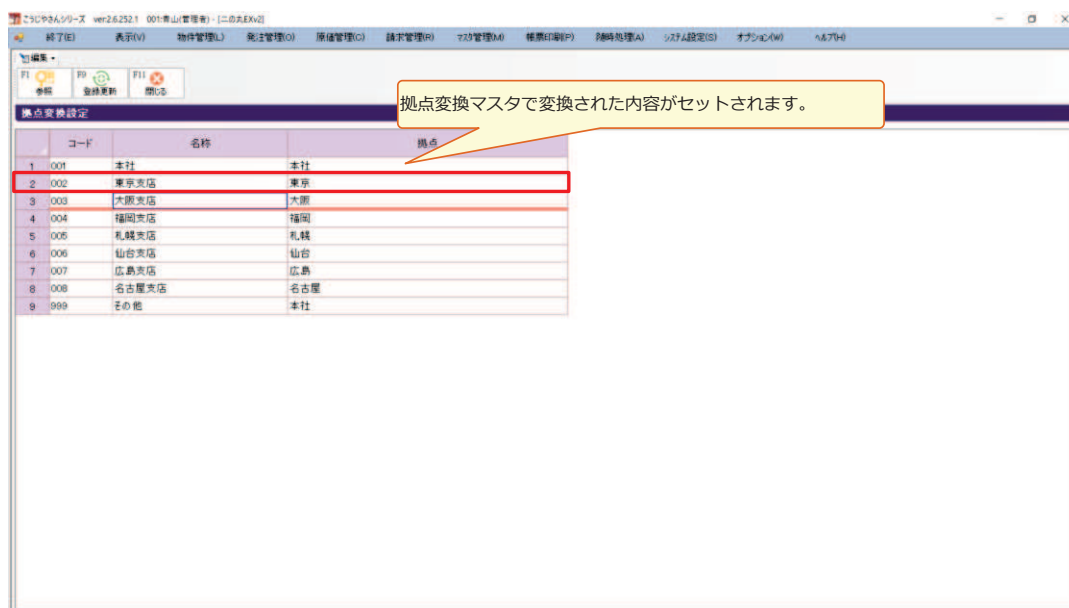 こうじやさんシリーズ ver:2.6.252.1 001:青山(管理者) - [二の丸EXv2]
終了(E) 表示(V) 物件管理(L) 発注管理(O) 原価管理(C) 請求管理(R) マスタ管理(M) 帳票印刷(P) 随時処理(A) システム設定(S) オプション(W) ヘルプ(H)
編集
F1 F9 F11
参照 登録更新 閉じる
拠点変換設定
拠点変換マスタで変換された内容がセットされます。
コード 名称 拠点
1 001 本社 本社
2 002 東京支店 東京
3 003 大阪支店 大阪
4 004 福岡支店 福岡
5 005 札幌支店 札幌
6 006 仙台支店 仙台
7 007 広島支店 広島
8 008 名古屋支店 名古屋
9 999 その他 本社